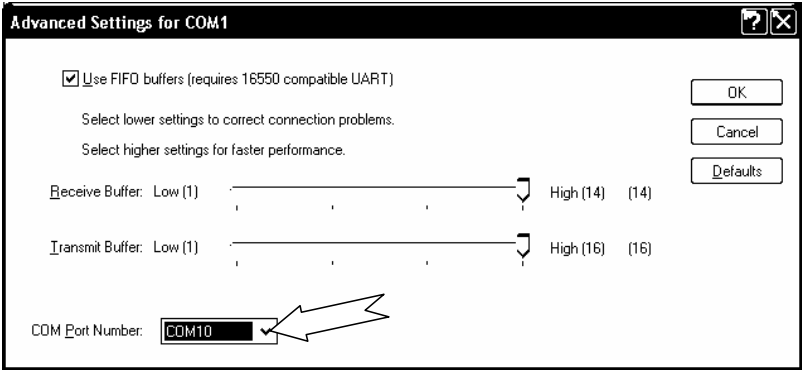 Advanced Settings for COM1
Use FIFO buffers (requires 16550 compatible UART)
OK
Select lower settings to correct connection problems.
Cancel
Select higher settings for faster performance.
Defaults
Receive Buffer: Low (1) High (14) (14)
Transmit Buffer: Low (1) High (16) (16)
COM Port Number: COM10